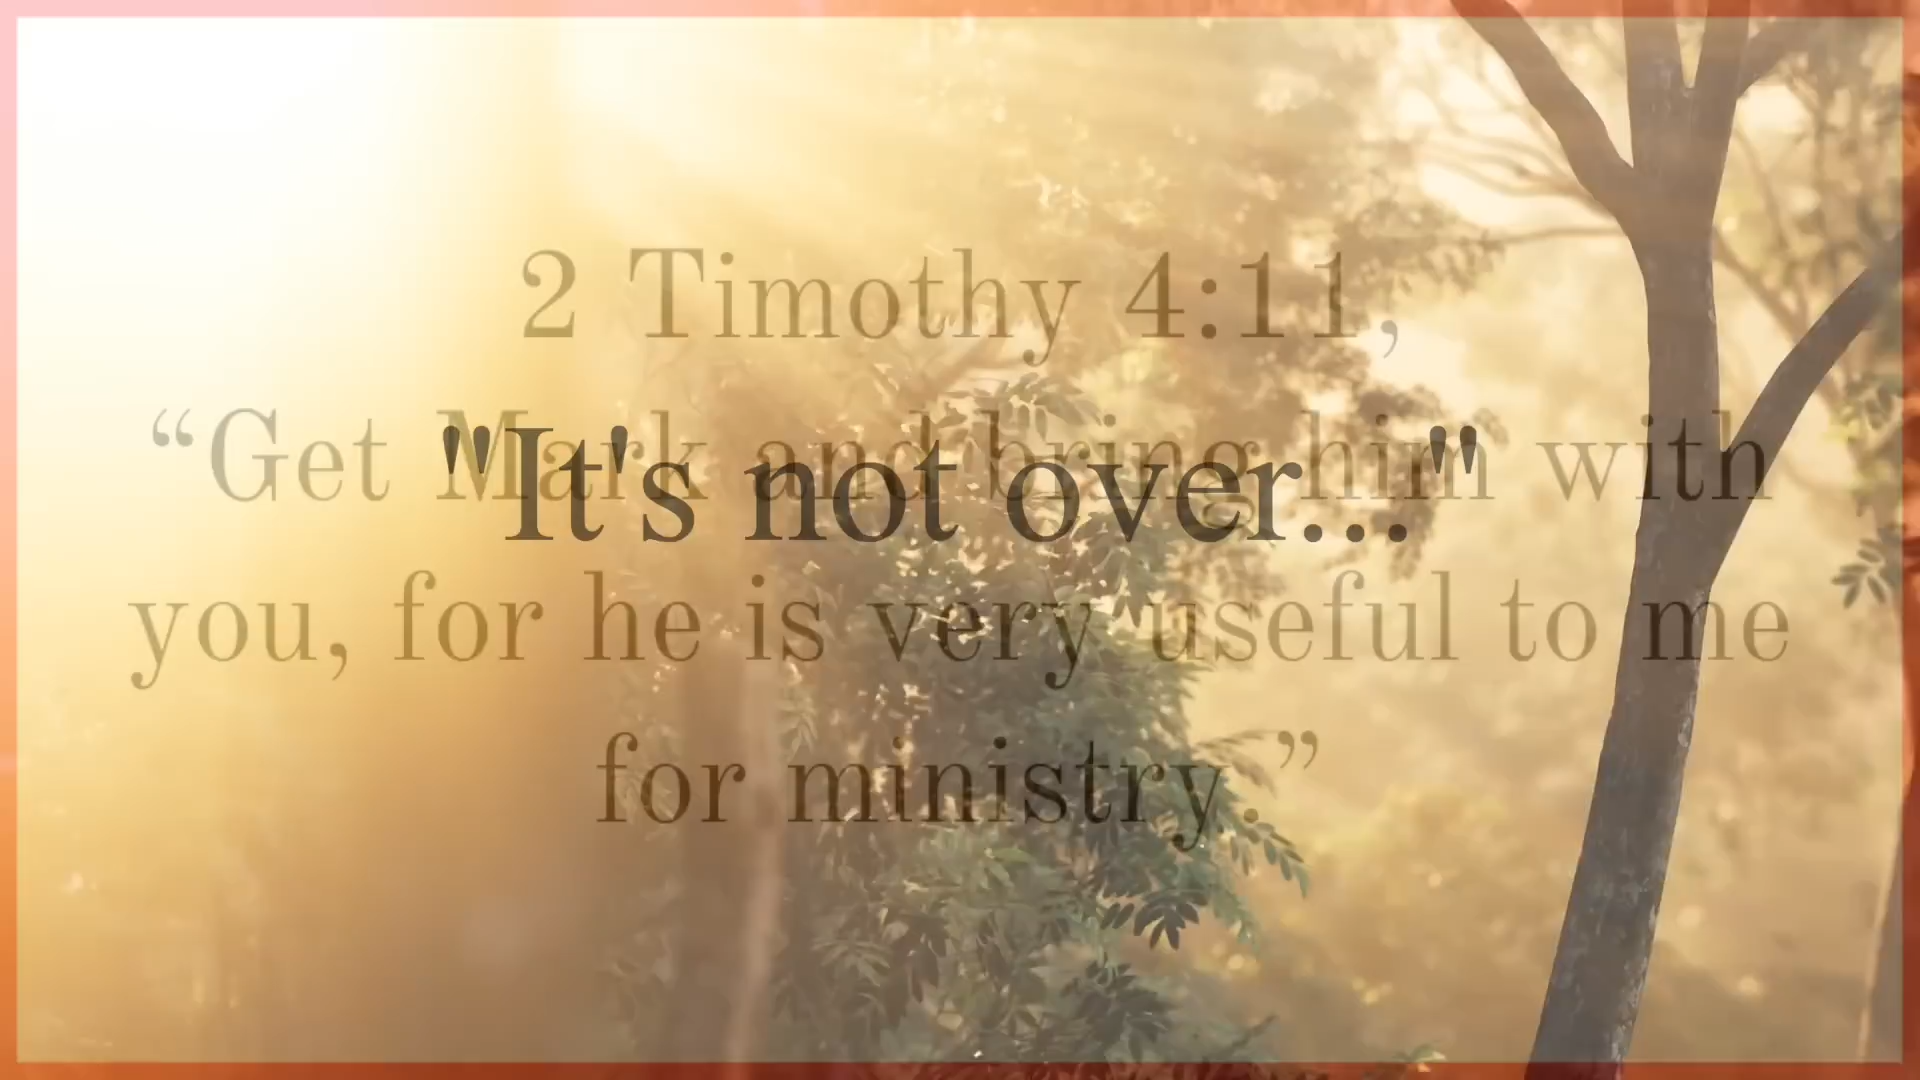 2 Timothy 4:11,
“Get Mark and bring him with
"It's not over..."
you, for he is very useful to me
for ministry.”